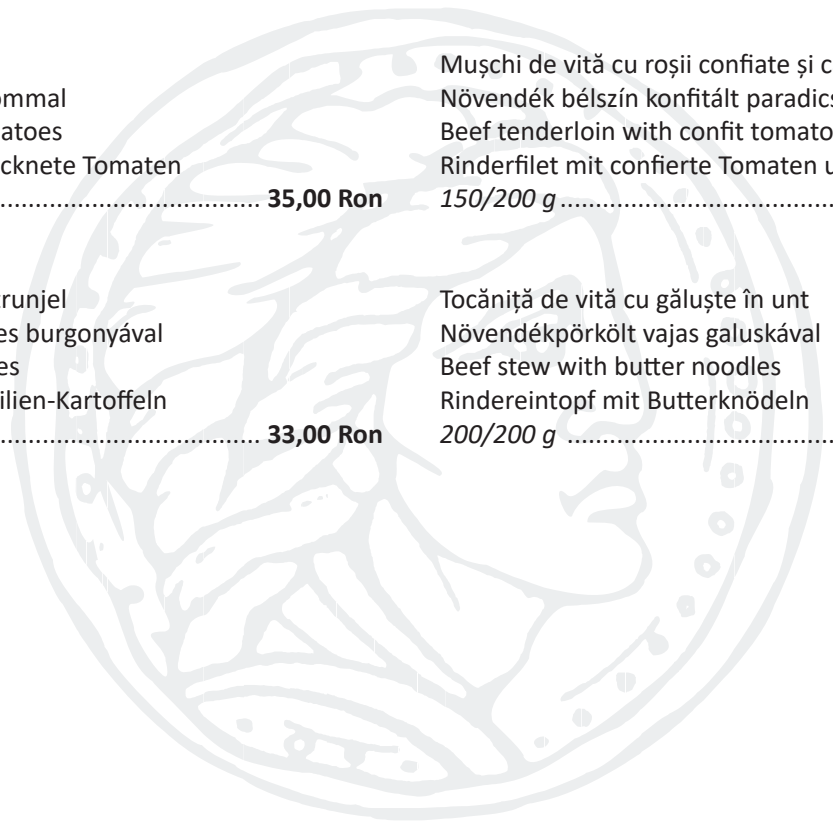 ommal
atoes
cknete Tomaten
.................................... 35,00 Ron
trunjel
es burgonyával
es
ilien-Kartoffeln
.................................... 33,00 Ron
Mușchi de vită cu roșii confiate și c
Növendék bélszín konfitált paradics
Beef tenderloin with confit tomato
Rinderfilet mit confierte Tomaten u
150/200 g .....................................
Tocăniță de vită cu găluște în unt
Növendékpörkölt vajas galuskával
Beef stew with butter noodles
Rindereintopf mit Butterknödeln
200/200 g ....................................